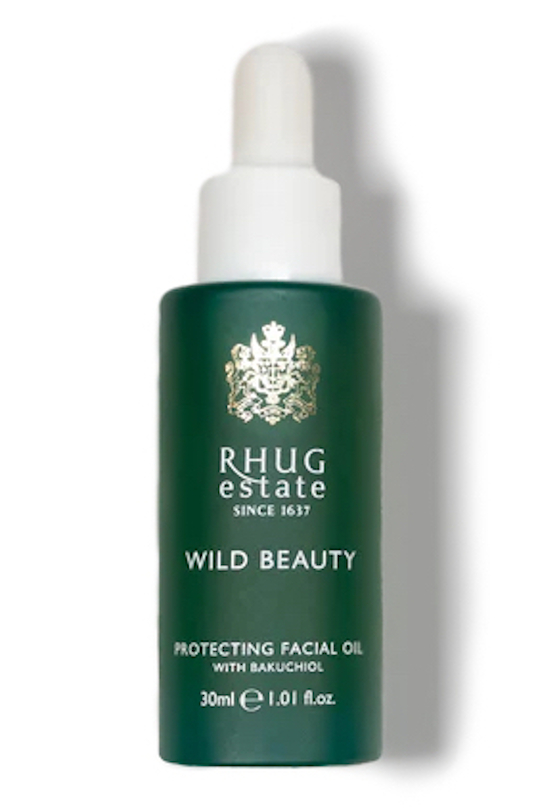 RHUG
estate
SINCE 1637
WILD BEAUTY
PROTECTING FACIAL OIL
WITH BAKUCHIOL
30ml ℮ 1.01 fl.oz.